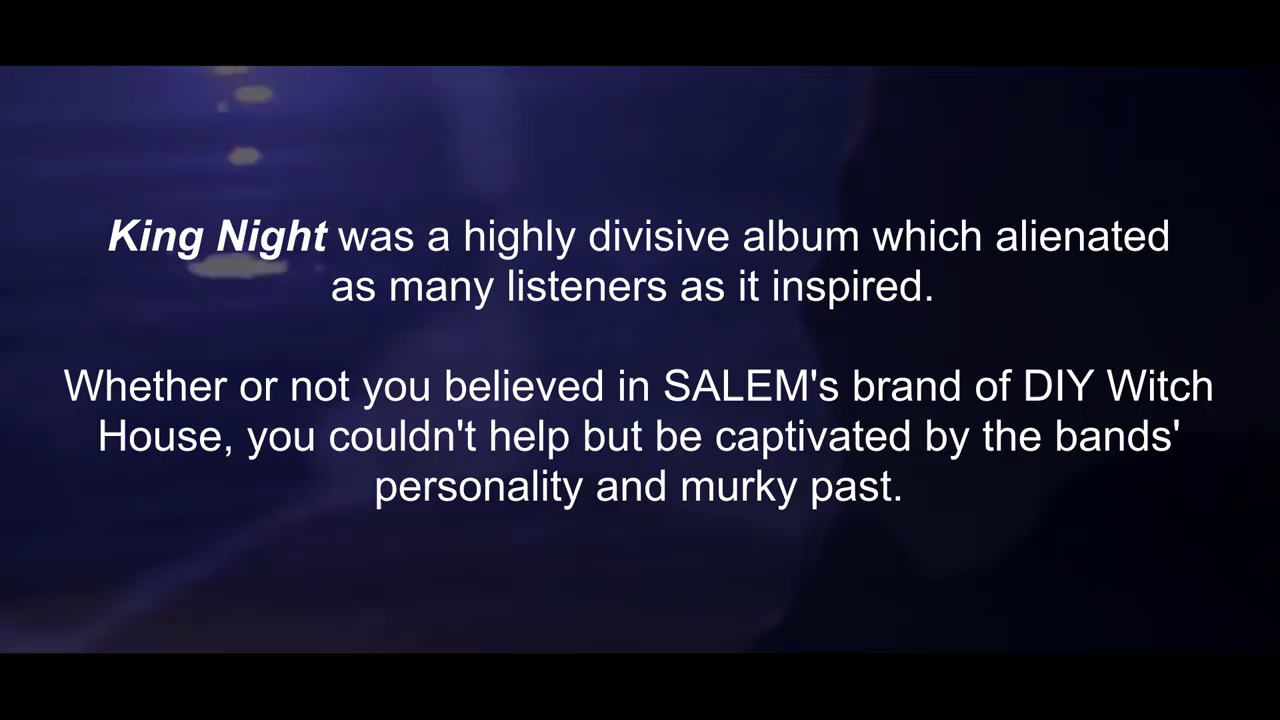 King Night was a highly divisive album which alienated
as many listeners as it inspired.
Whether or not you believed in SALEM's brand of DIY Witch
House, you couldn't help but be captivated by the bands'
personality and murky past.